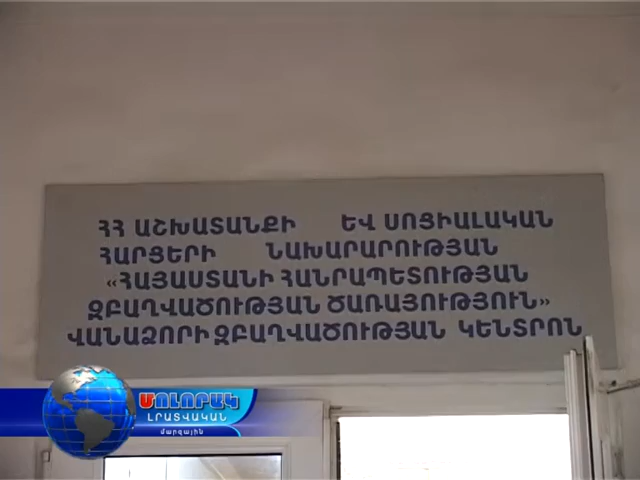 ՀՀ ԱՇԽԱՏԱՆՔԻ ԵՎ ՍՈՑԻԱԼԱԿԱՆ
ՀԱՐՑԵՐԻ ՆԱԽԱՐԱՐՈՒԹՅԱՆ
«ՀԱՅԱՍՏԱՆԻ ՀԱՆՐԱՊԵՏՈՒԹՅԱՆ
ԶԲԱՂՎԱԾՈՒԹՅԱՆ ԾԱՌԱՅՈՒԹՅՈՒՆ»
ՎԱՆԱՁՈՐԻ ԶԲԱՂՎԱԾՈՒԹՅԱՆ ԿԵՆՏՐՈՆ
ՄՈԼՈՐԱԿ
ԼՐԱՏՎԱԿԱՆ
մարզային